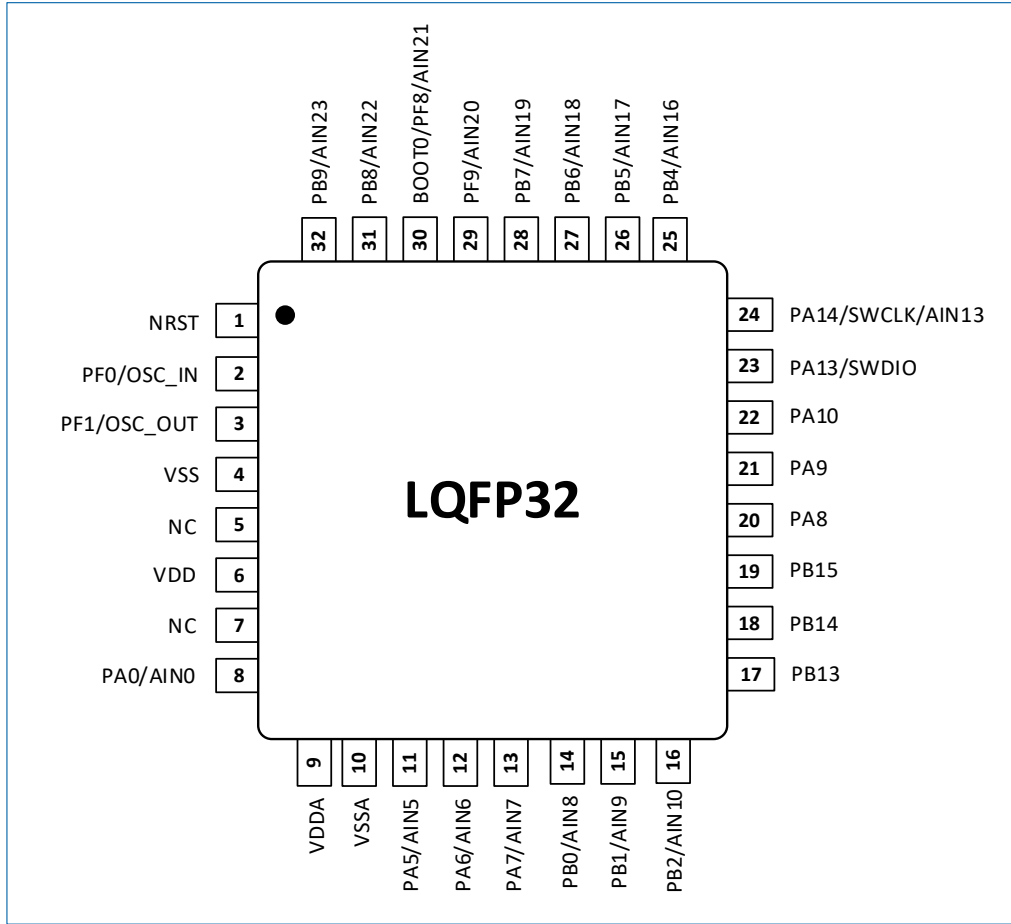 PB9/AIN23
PB8/AIN22
BOOT0/PF8/AIN21
PF9/AIN20
PB7/AIN19
PB6/AIN18
PB5/AIN17
PB4/AIN16
32
31
30
29
28
27
26
25
NRST 1
PF0/OSC_IN 2
PF1/OSC_OUT 3
VSS 4
NC 5
VDD 6
NC 7
PA0/AIN0 8
LQFP32
24 PA14/SWCLK/AIN13
23 PA13/SWDIO
22 PA10
21 PA9
20 PA8
19 PB15
18 PB14
17 PB13
9
10
11
12
13
14
15
16
VDDA
VSSA
PA5/AIN5
PA6/AIN6
PA7/AIN7
PB0/AIN8
PB1/AIN9
PB2/AIN10